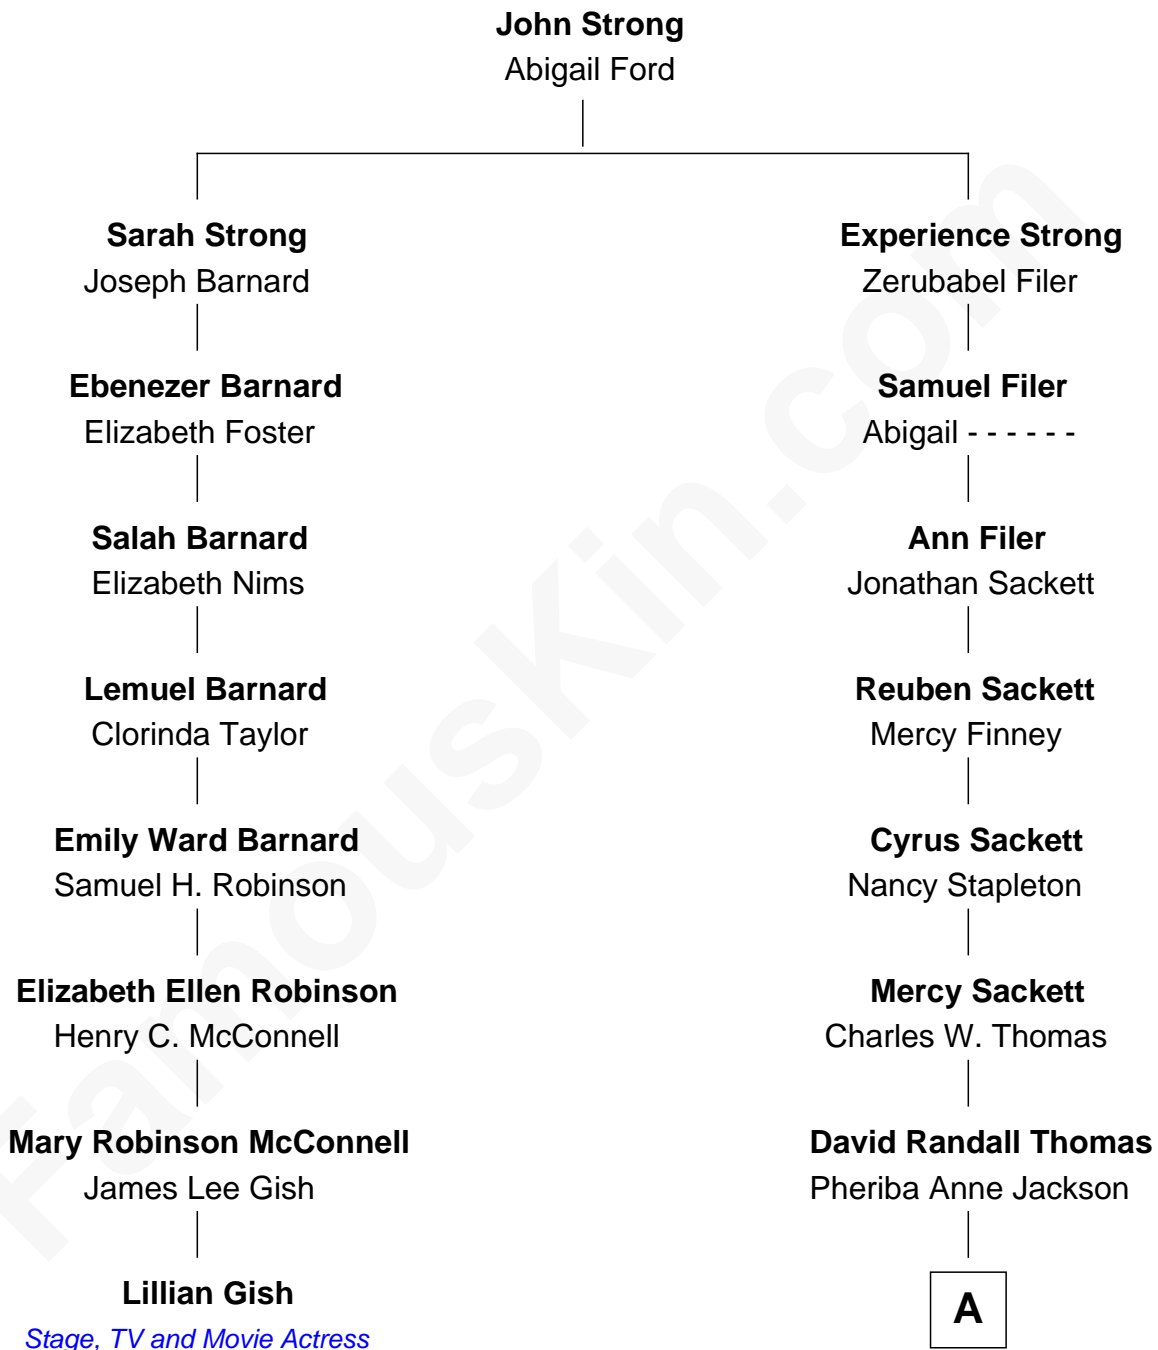 John Strong
Abigail Ford
Sarah Strong
Joseph Barnard
Experience Strong
Zerubabel Filer
Ebenezer Barnard
Elizabeth Foster
Samuel Filer
Abigail - - - - - -
Salah Barnard
Elizabeth Nims
Ann Filer
Jonathan Sackett
Lemuel Barnard
Clorinda Taylor
Reuben Sackett
Mercy Finney
Emily Ward Barnard
Samuel H. Robinson
Cyrus Sackett
Nancy Stapleton
Elizabeth Ellen Robinson
Henry C. McConnell
Mercy Sackett
Charles W. Thomas
Mary Robinson McConnell
James Lee Gish
David Randall Thomas
Pheriba Anne Jackson
Lillian Gish
Stage, TV and Movie Actress
A
FamousKin.com